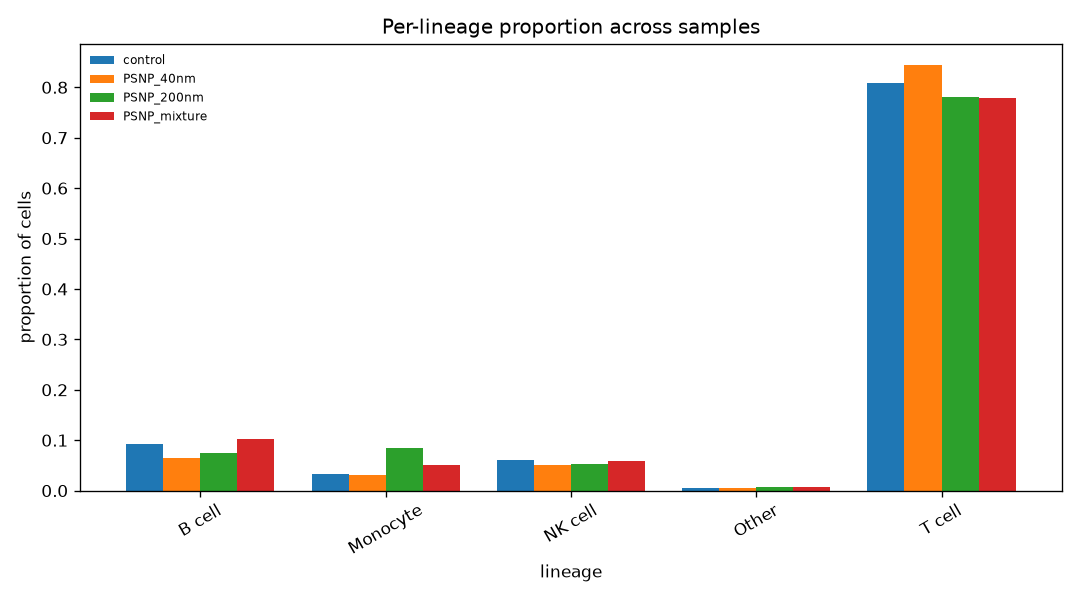 Per-lineage proportion across samples
control
PSNP_40nm
PSNP_200nm
PSNP_mixture
proportion of cells
0.8
0.7
0.6
0.5
0.4
0.3
0.2
0.1
0.0
B cell
Monocyte
NK cell
Other
T cell
lineage